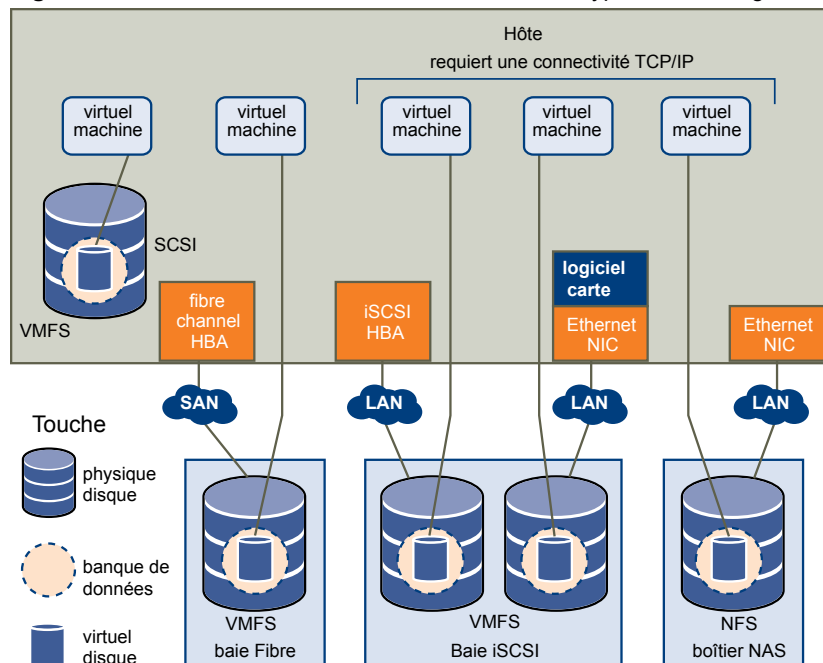 Hôte
requiert une connectivité TCP/IP
virtuel
machine
virtuel
machine
virtuel
machine
virtuel
machine
virtuel
machine
SCSI
VMFS
fibre
channel
HBA
iSCSI
HBA
logiciel
carte
Ethernet
NIC
Ethernet
NIC
SAN
LAN
LAN
LAN
Touche
physique
disque
banque de
données
virtuel
disque
VMFS
baie Fibre
VMFS
Baie iSCSI
NFS
boîtier NAS